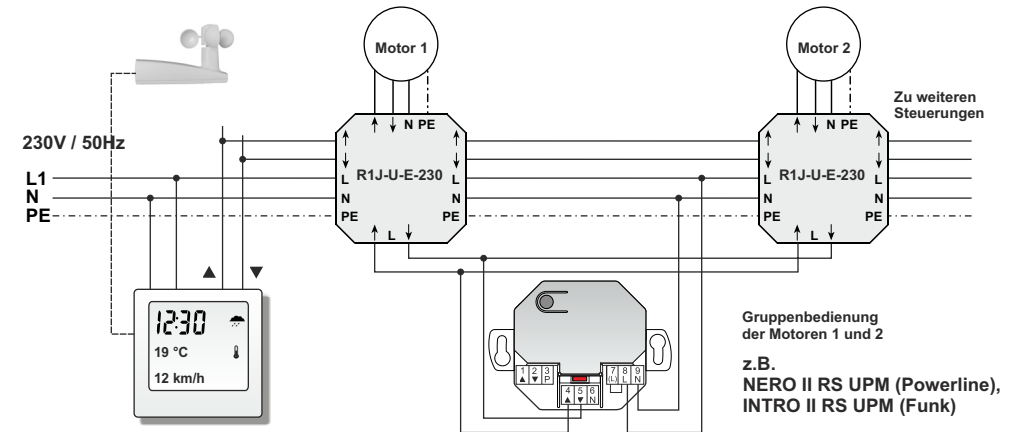 Motor 1
Motor 2
Zu weiteren
Steuerungen
↑ ↓ N PE
↑ ↓ N PE
230V / 50Hz
↑ ↑
↓ ↓
R1J-U-E-230
L L
N N
PE PE
↑ L ↓
↑ ↑
↓ ↓
R1J-U-E-230
L L
N N
PE PE
↑ L ↓
L1
N
PE
▲ ▼
12:30
19 °C
12 km/h
1 2 3
▲ ▼ P
4 5 6
▲ ▼ N
7 8 9
(L) L N
Gruppenbedienung
der Motoren 1 und 2
z.B.
NERO II RS UPM (Powerline),
INTRO II RS UPM (Funk)